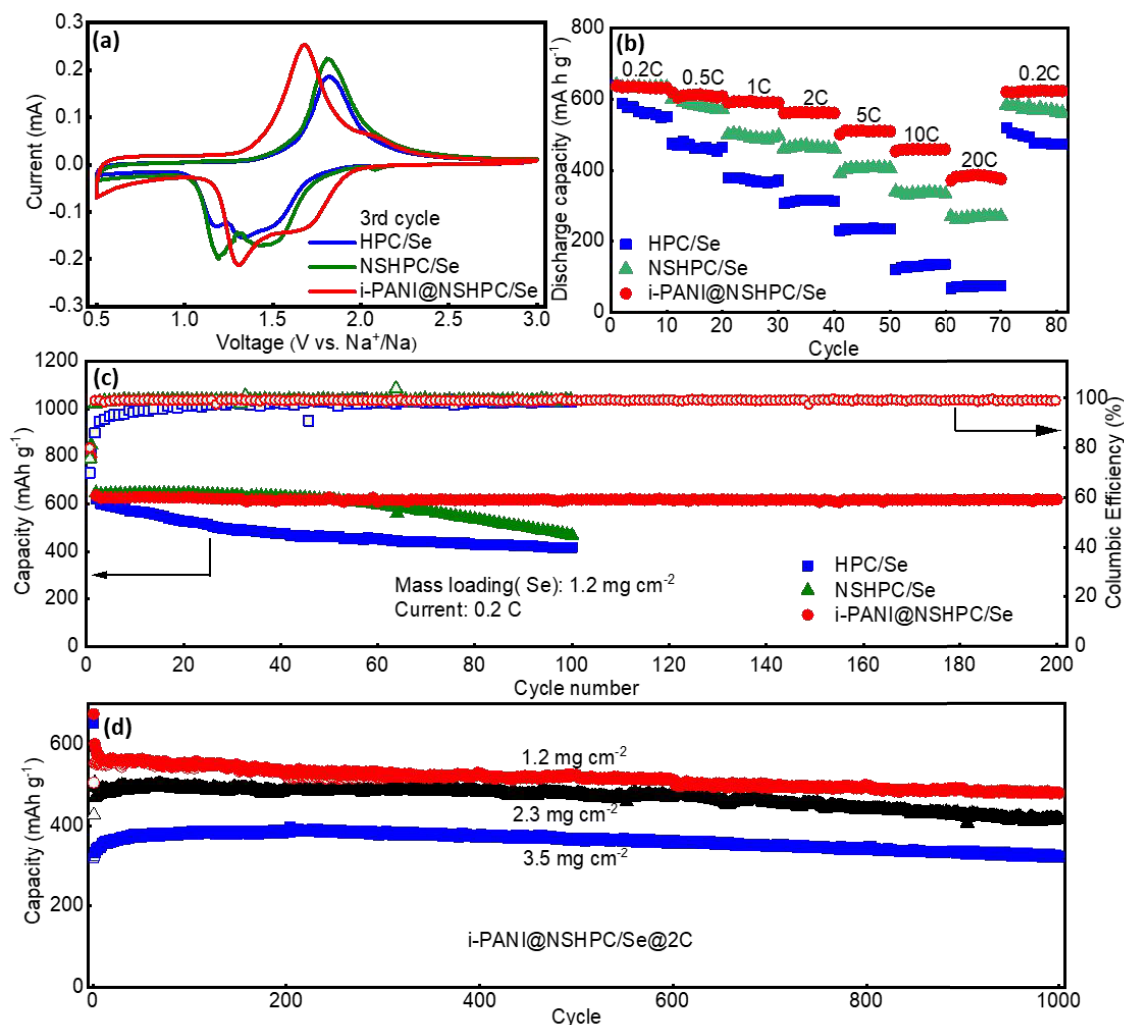 (a)
0.3
0.2
0.1
0.0
-0.1
-0.2
-0.3
Current (mA)
3rd cycle
HPC/Se
NSHPC/Se
i-PANI@NSHPC/Se
0.5 1.0 1.5 2.0 2.5 3.0
Voltage (V vs. Na⁺/Na)
(b)
800
600
400
200
0
Discharge capacity (mA h g⁻¹)
0.2C 0.5C 1C 2C 5C 10C 20C 0.2C
HPC/Se
NSHPC/Se
i-PANI@NSHPC/Se
0 10 20 30 40 50 60 70 80
Cycle
(c)
1200
1000
800
600
400
200
0
Capacity (mAh g⁻¹)
100
80
60
40
20
0
Columbic Efficiency (%)
Mass loading( Se): 1.2 mg cm⁻²
Current: 0.2 C
HPC/Se
NSHPC/Se
i-PANI@NSHPC/Se
0 20 40 60 80 100 120 140 160 180 200
Cycle number
(d)
600
400
200
0
Capacity (mAh g⁻¹)
1.2 mg cm⁻²
2.3 mg cm⁻²
3.5 mg cm⁻²
i-PANI@NSHPC/Se@2C
0 200 400 600 800 1000
Cycle